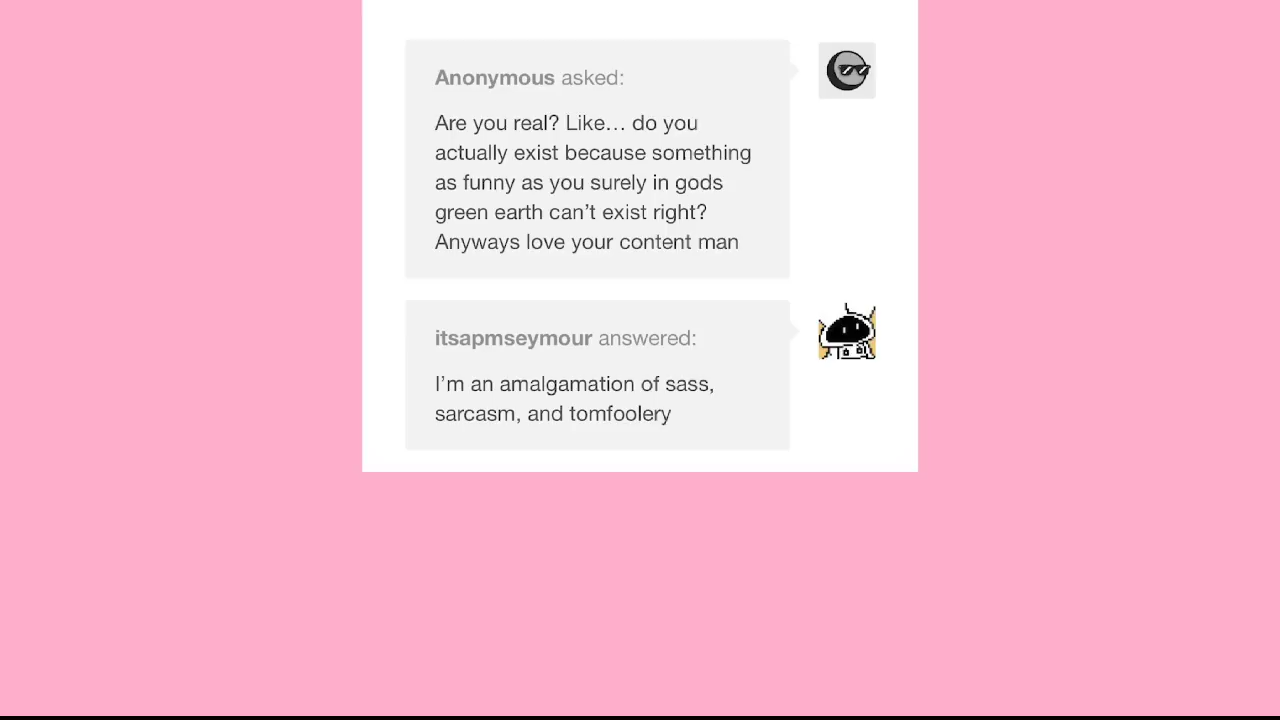 Anonymous asked:
Are you real? Like… do you
actually exist because something
as funny as you surely in gods
green earth can’t exist right?
Anyways love your content man
itsapmseymour answered:
I’m an amalgamation of sass,
sarcasm, and tomfoolery